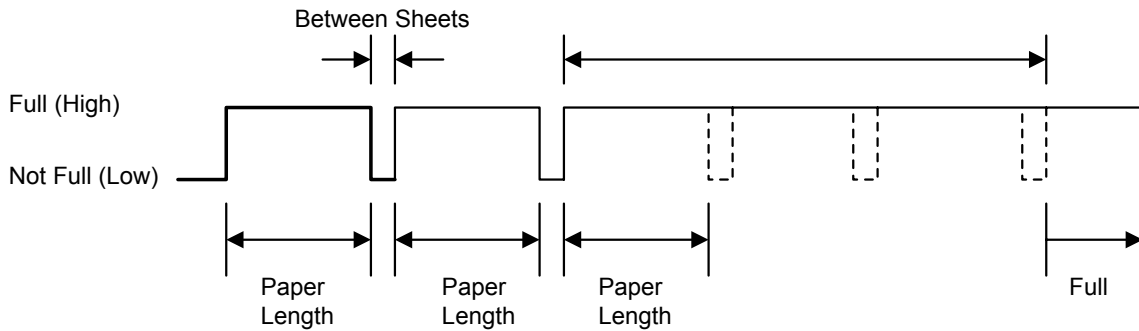 Between Sheets
Full (High)
Not Full (Low)
Paper
Length
Paper
Length
Paper
Length
Full